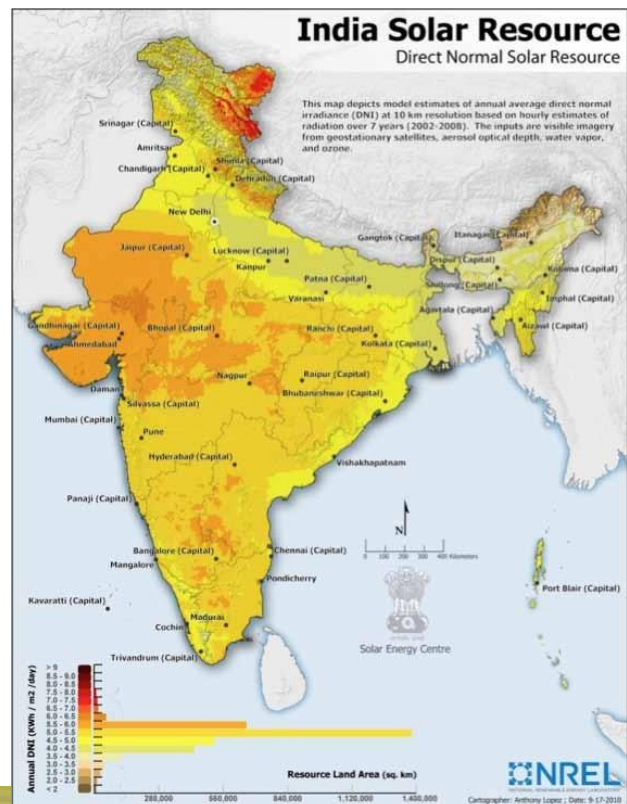 India Solar Resource
Direct Normal Solar Resource
This map depicts model estimates of annual average direct normal
irradiance (DNI) at 10 km resolution based on hourly estimates of
radiation over 7 years (2002-2008). The inputs are visible imagery
from geostationary satellites, aerosol optical depth, water vapor,
and ozone.
Srinagar (Capital)
Amritsar
Shimla (Capital)
Chandigarh (Capital)
Dehradun (Capital)
New Delhi
Gangtok (Capital)
Itanagar (Capital)
Jaipur (Capital)
Lucknow (Capital)
Kanpur
Dispur (Capital)
Kohima (Capital)
Patna (Capital)
Shillong (Capital)
Varanasi
Imphal (Capital)
Agartala (Capital)
Gandhinagar (Capital)
Bhopal (Capital)
Ranchi (Capital)
Aizawl (Capital)
Ahmedabad
Kolkata (Capital)
Nagpur
Raipur (Capital)
Daman
Bhubaneshwar (Capital)
Silvassa (Capital)
Mumbai (Capital)
Pune
Hyderabad (Capital)
Vishakhapatnam
Panaji (Capital)
N
Bangalore (Capital)
Chennai (Capital)
0 100 200 300 400 Kilometers
Mangalore
Pondicherry
Port Blair (Capital)
Kavaratti (Capital)
Madurai
Cochin
Solar Energy Centre
Trivandrum (Capital)
Annual DNI (KWh / m2 /day)
> 9
8.5 - 9.0
8.0 - 8.5
7.5 - 8.0
7.0 - 7.5
6.5 - 7.0
6.0 - 6.5
5.5 - 6.0
5.0 - 5.5
4.5 - 5.0
4.0 - 4.5
3.5 - 4.0
3.0 - 3.5
2.5 - 3.0
2.0 - 2.5
< 2
Resource Land Area (sq. km)
280,000 560,000 840,000 1,120,000 1,400,000
NREL
NATIONAL RENEWABLE ENERGY LABORATORY
Cartographer: Anthony Lopez ; Date: 9-17-2010